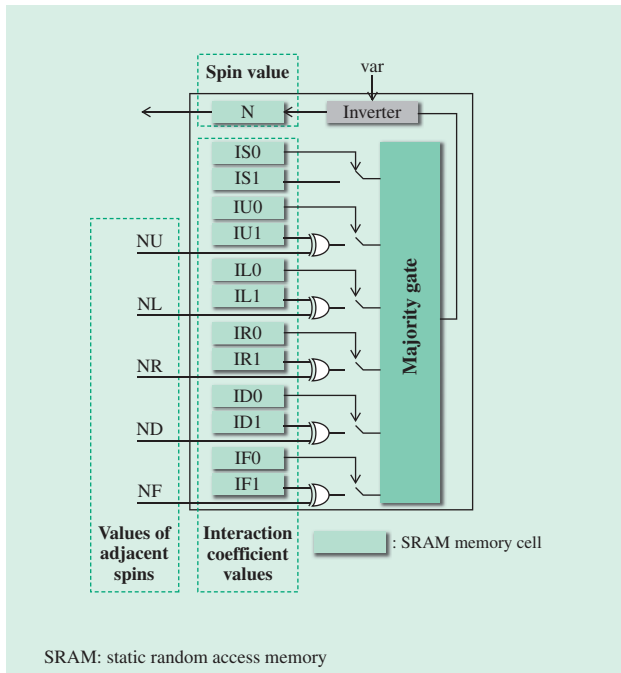 Spin value
var
N
Inverter
IS0
IS1
IU0
IU1
NU
IL0
IL1
NL
IR0
IR1
NR
ID0
ID1
ND
IF0
IF1
NF
Majority gate
Values of
adjacent
spins
Interaction
coefficient
values
: SRAM memory cell
SRAM: static random access memory